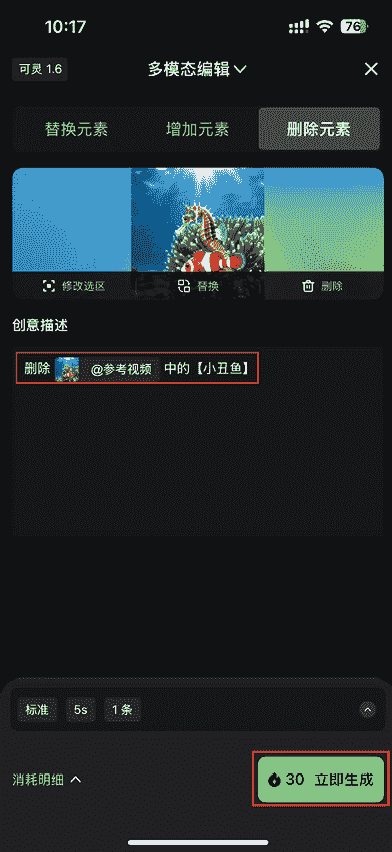 10:17
76
可灵 1.6
多模态编辑
替换元素
增加元素
删除元素
修改选区
替换
删除
创意描述
删除 @参考视频 中的【小丑鱼】
标准 5s 1 条
消耗明细
30 立即生成